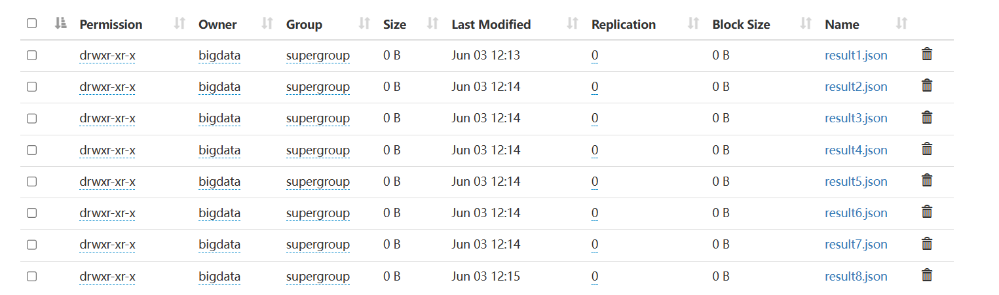 Permission Owner Group Size Last Modified Replication Block Size Name
drwxr-xr-x bigdata supergroup 0 B Jun 03 12:13 0 0 B result1.json
drwxr-xr-x bigdata supergroup 0 B Jun 03 12:14 0 0 B result2.json
drwxr-xr-x bigdata supergroup 0 B Jun 03 12:14 0 0 B result3.json
drwxr-xr-x bigdata supergroup 0 B Jun 03 12:14 0 0 B result4.json
drwxr-xr-x bigdata supergroup 0 B Jun 03 12:14 0 0 B result5.json
drwxr-xr-x bigdata supergroup 0 B Jun 03 12:14 0 0 B result6.json
drwxr-xr-x bigdata supergroup 0 B Jun 03 12:14 0 0 B result7.json
drwxr-xr-x bigdata supergroup 0 B Jun 03 12:15 0 0 B result8.json